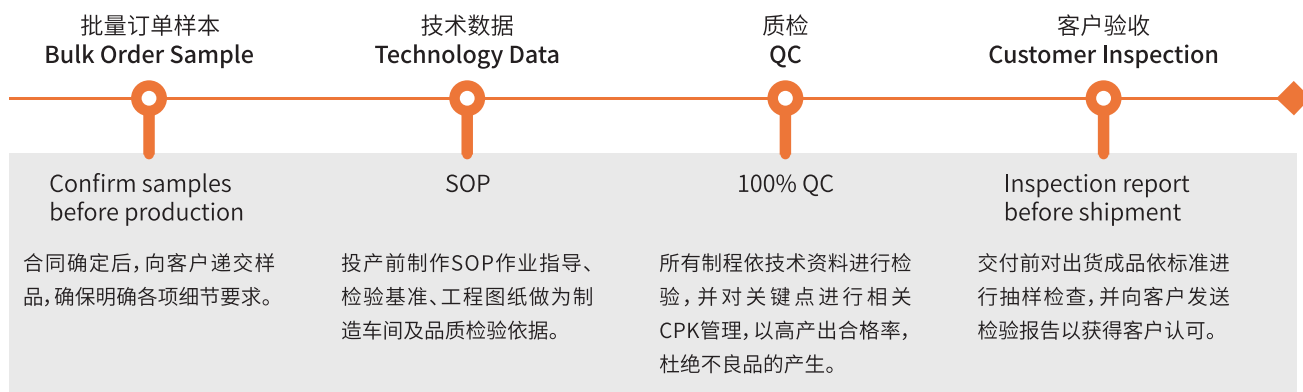 批量订单样本
Bulk Order Sample
技术数据
Technology Data
质检
QC
客户验收
Customer Inspection
Confirm samples
before production
合同确定后，向客户递交样
品，确保明确各项细节要求。
SOP
投产前制作SOP作业指导、
检验基准、工程图纸做为制
造车间及品质检验依据。
100% QC
所有制程依技术资料进行检
验，并对关键点进行相关
CPK管理，以高产出合格率，
杜绝不良品的产生。
Inspection report
before shipment
交付前对出货成品依标准进
行抽样检查，并向客户发送
检验报告以获得客户认可。